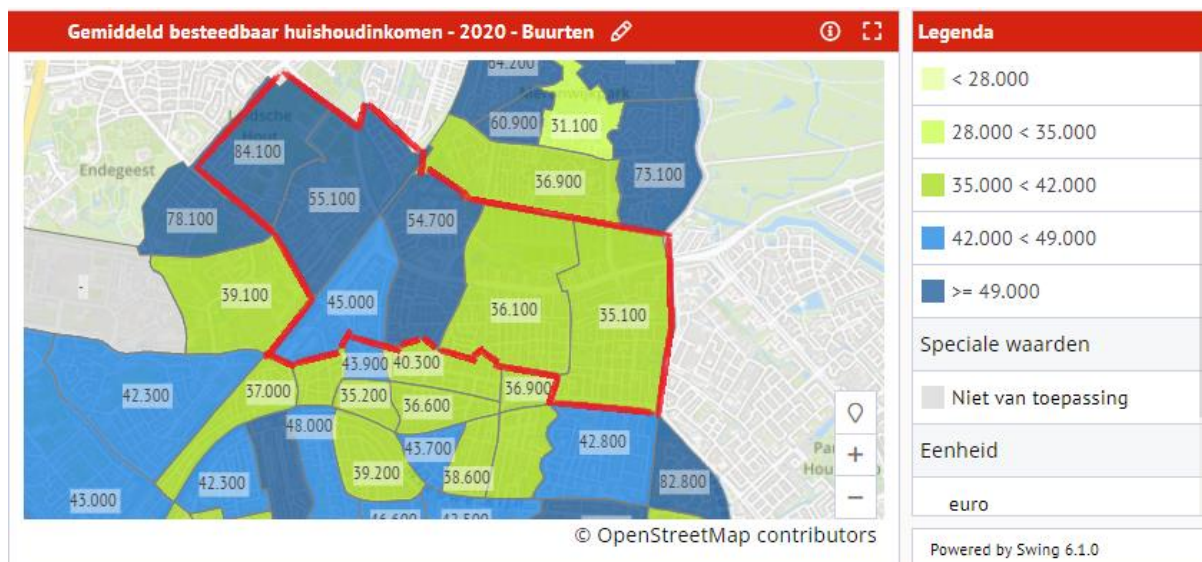 Gemiddeld besteedbaar huishoudinkomen - 2020 - Buurten
64.200
60.900
31.100
84.100
Endegeest
36.900
73.100
55.100
78.100
54.700
39.100
-
45.000
36.100
35.100
43.900
40.300
42.300
37.000
35.200
36.900
36.600
48.000
43.700
42.800
39.200
38.600
42.300
82.800
43.000
+
−
© OpenStreetMap contributors
Legenda
< 28.000
28.000 < 35.000
35.000 < 42.000
42.000 < 49.000
>= 49.000
Speciale waarden
Niet van toepassing
Eenheid
euro
Powered by Swing 6.1.0